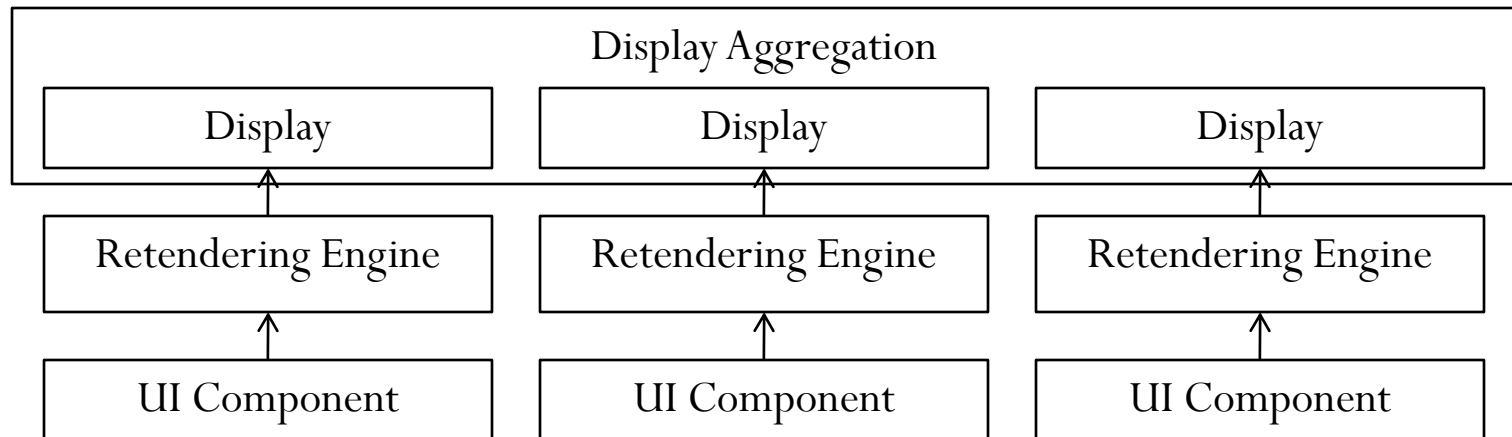 Display Aggregation
Display
Display
Display
Retendering Engine
Retendering Engine
Retendering Engine
UI Component
UI Component
UI Component